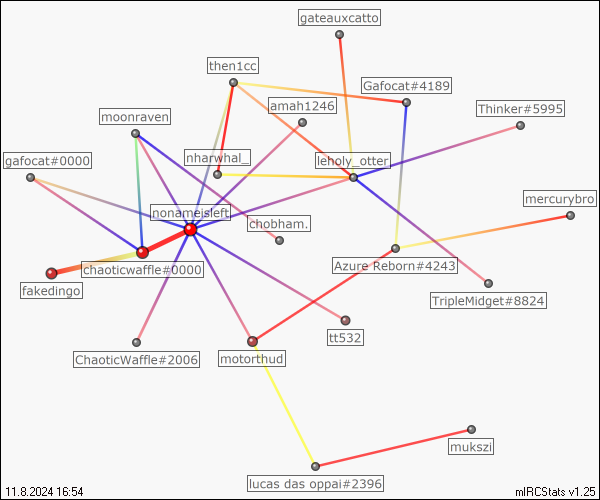 gateauxcatto
then1cc
Gafocat#4189
amah1246
Thinker#5995
moonraven
gafocat#0000
nharwhal_
leholy_otter
mercurybro
nonameisleft
chobham.
chaoticwaffle#0000
Azure Reborn#4243
fakedingo
TripleMidget#8824
tt532
ChaoticWaffle#2006
motorthud
mukszi
lucas das oppai#2396
11.8.2024 16:54
mIRCStats v1.25